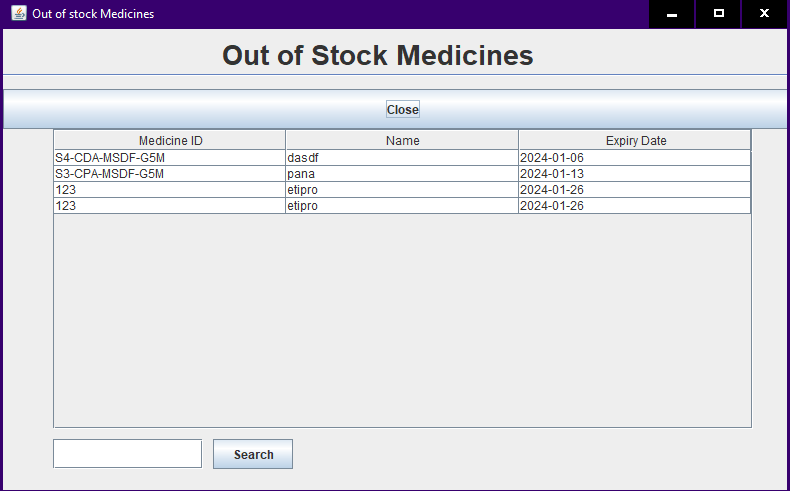 Out of stock Medicines
Out of Stock Medicines
Close
Medicine ID Name Expiry Date
S4-CDA-MSDF-G5M dasdf 2024-01-06
S3-CPA-MSDF-G5M pana 2024-01-13
123 etipro 2024-01-26
123 etipro 2024-01-26
Search